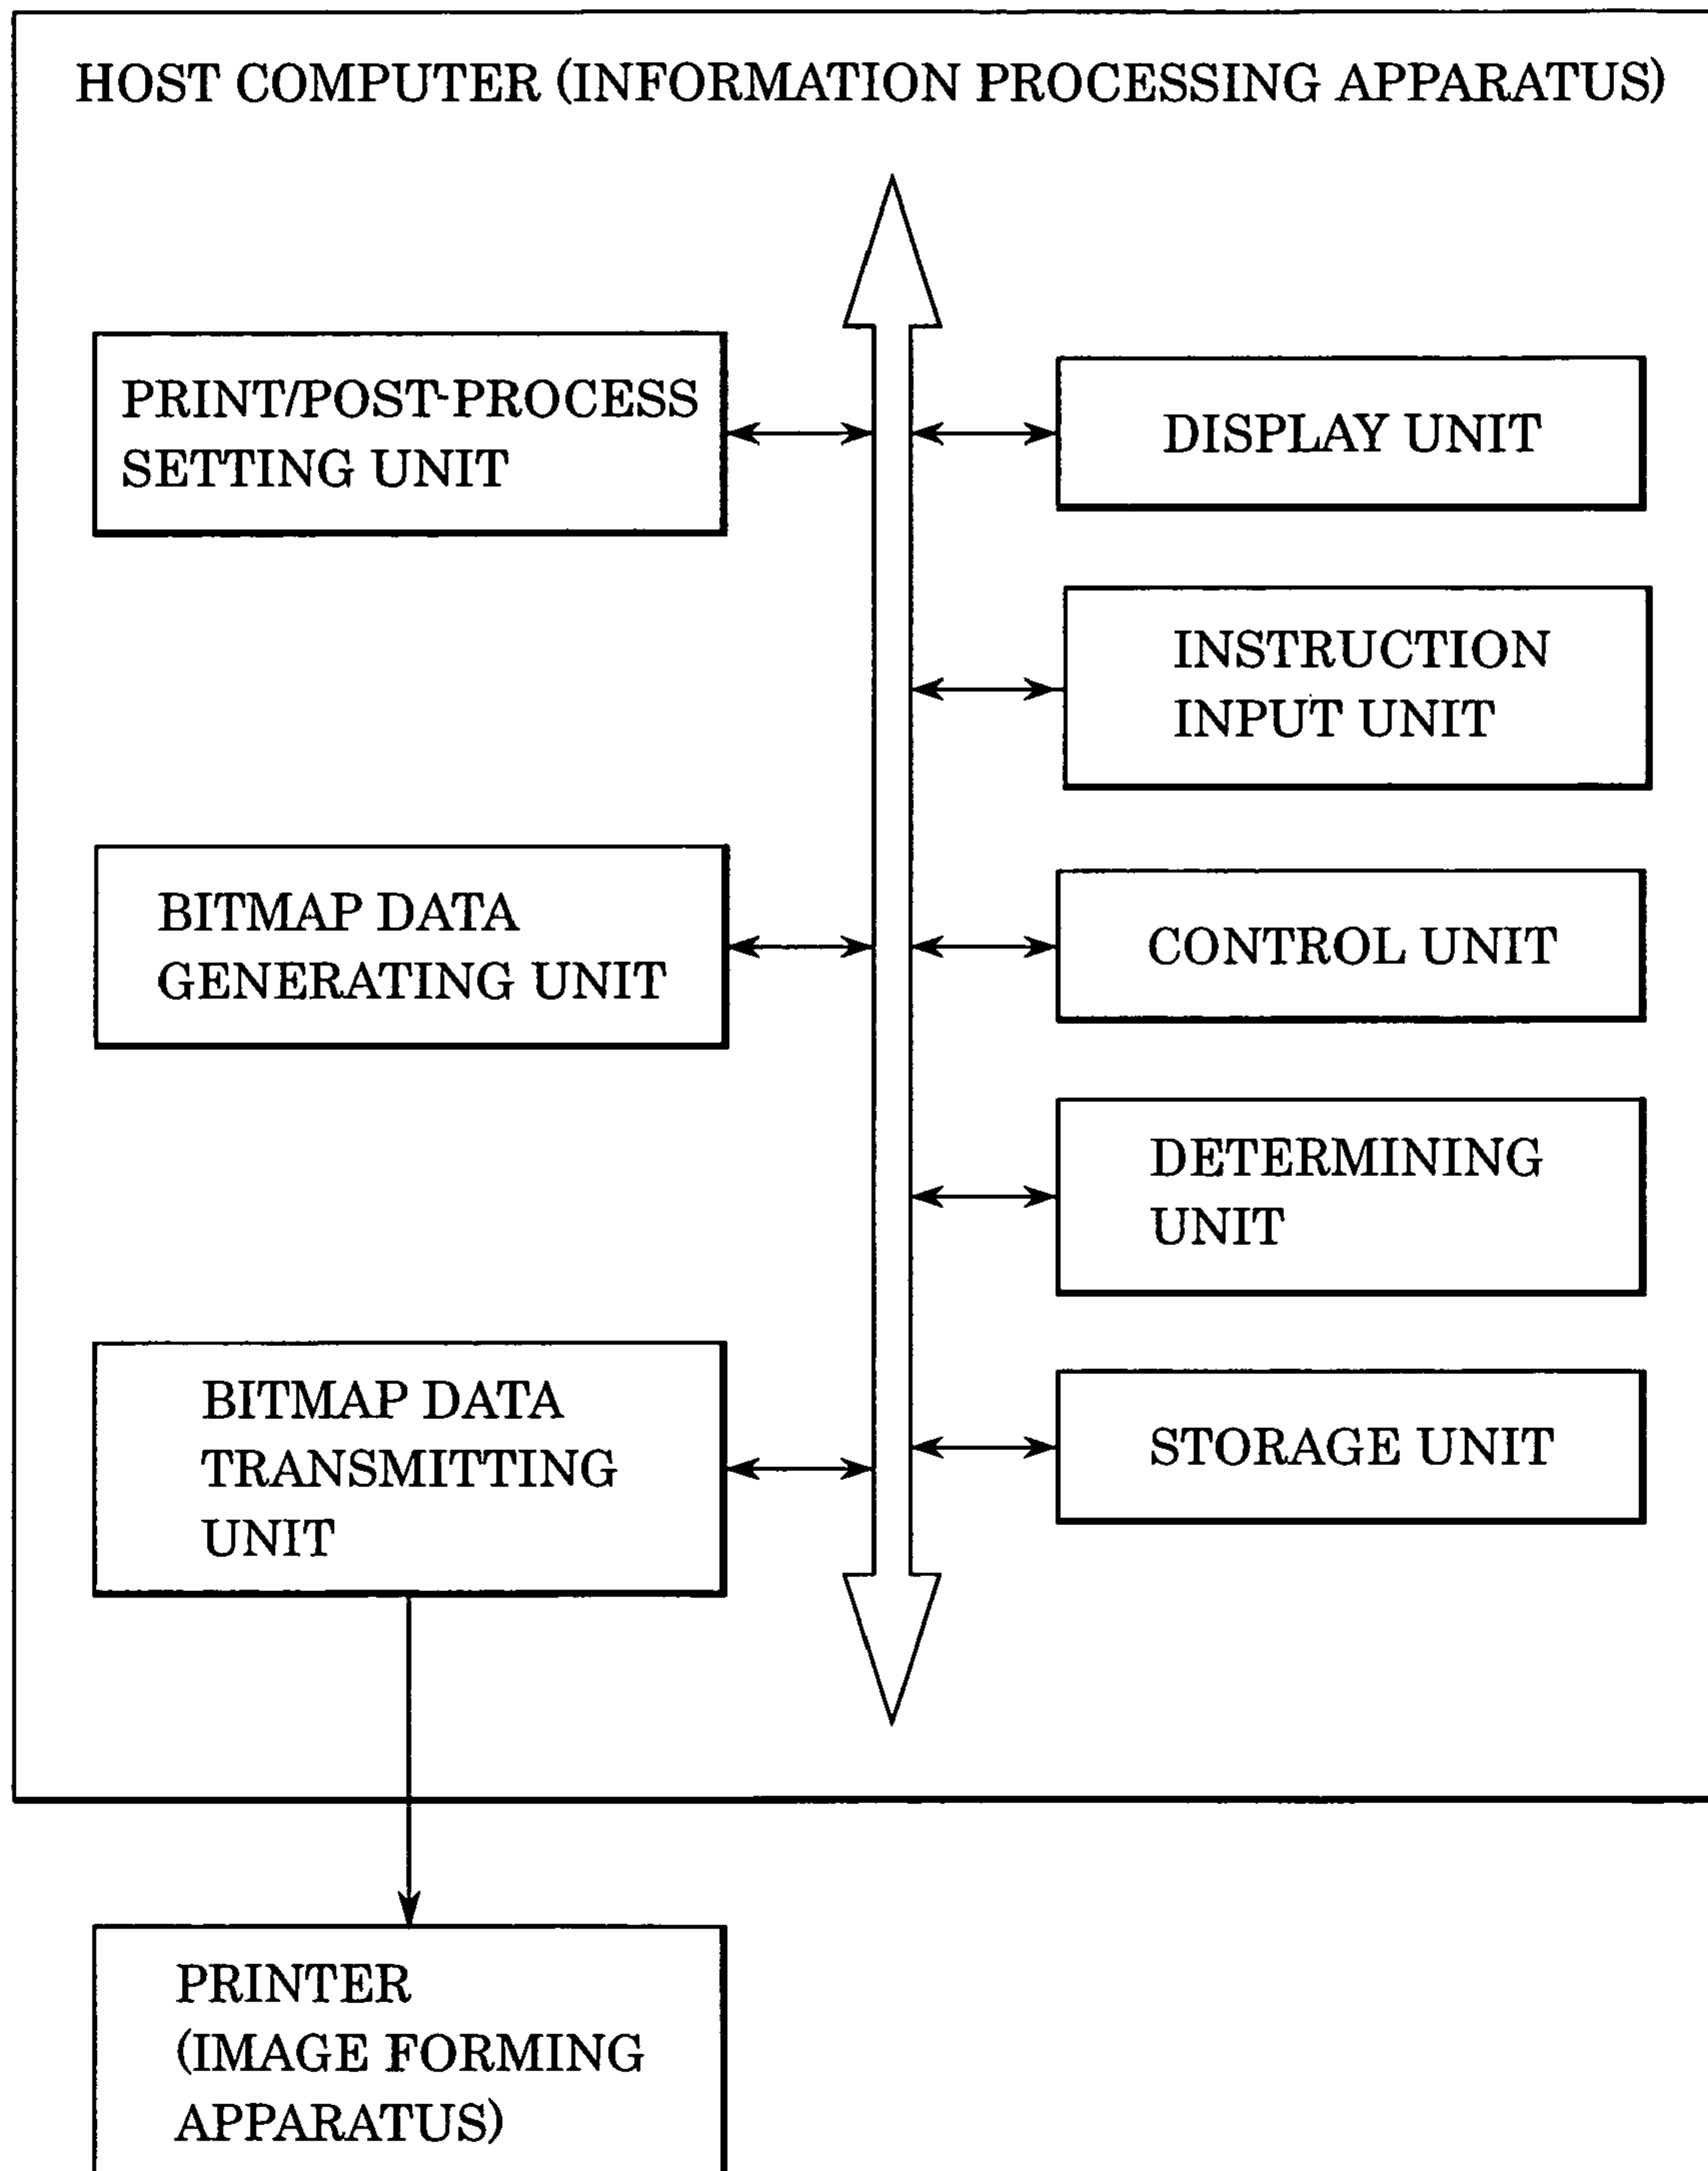 HOST COMPUTER (INFORMATION PROCESSING APPARATUS)
PRINT/POST-PROCESS
SETTING UNIT
DISPLAY UNIT
INSTRUCTION
INPUT UNIT
BITMAP DATA
GENERATING UNIT
CONTROL UNIT
DETERMINING
UNIT
BITMAP DATA
TRANSMITTING
UNIT
STORAGE UNIT
PRINTER
(IMAGE FORMING
APPARATUS)